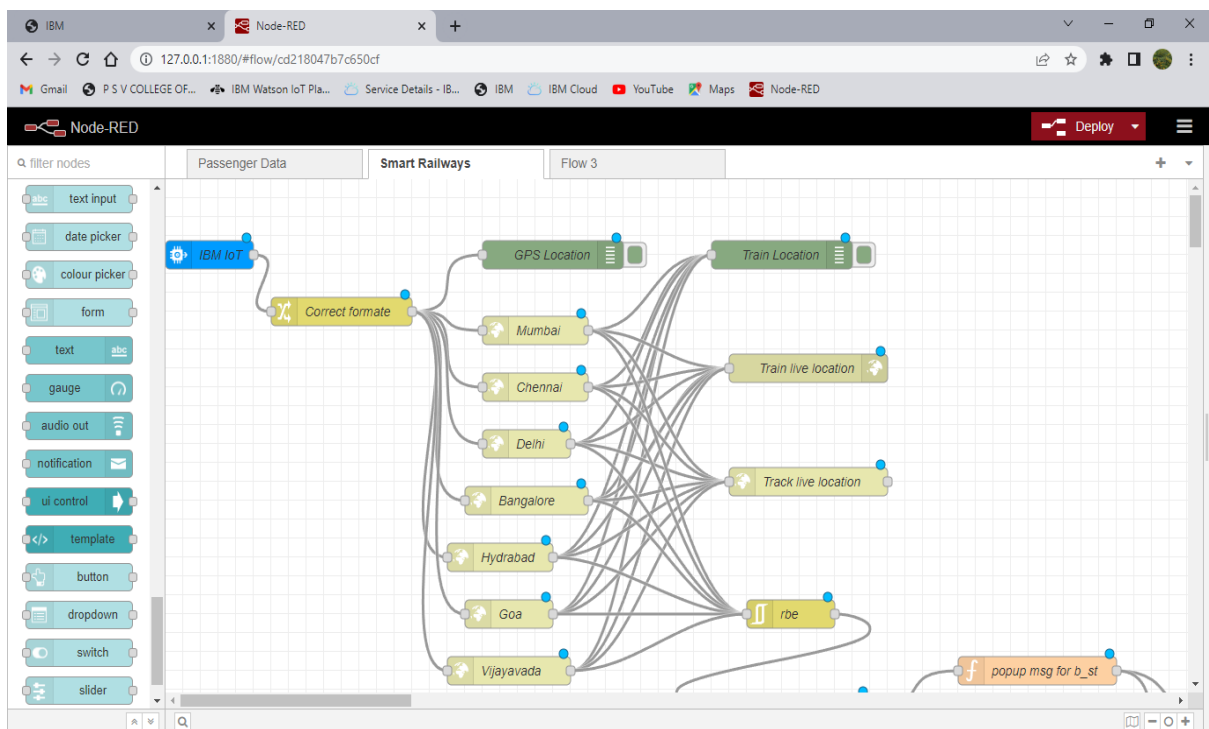 IBM
Node-RED
127.0.0.1:1880/#flow/cd218047b7c650cf
Gmail P S V COLLEGE OF... IBM Watson IoT Pla... Service Details - IB... IBM IBM Cloud YouTube Maps Node-RED
Node-RED Deploy
filter nodes
Passenger Data Smart Railways Flow 3
abc text input
date picker
colour picker
form
text abc
gauge
audio out
notification
ui control
</> template
button
dropdown
switch
slider
IBM IoT
Correct formate
GPS Location
Mumbai
Chennai
Delhi
Bangalore
Hydrabad
Goa
Vijayavada
Train Location
Train live location
Track live location
rbe
f popup msg for b_st